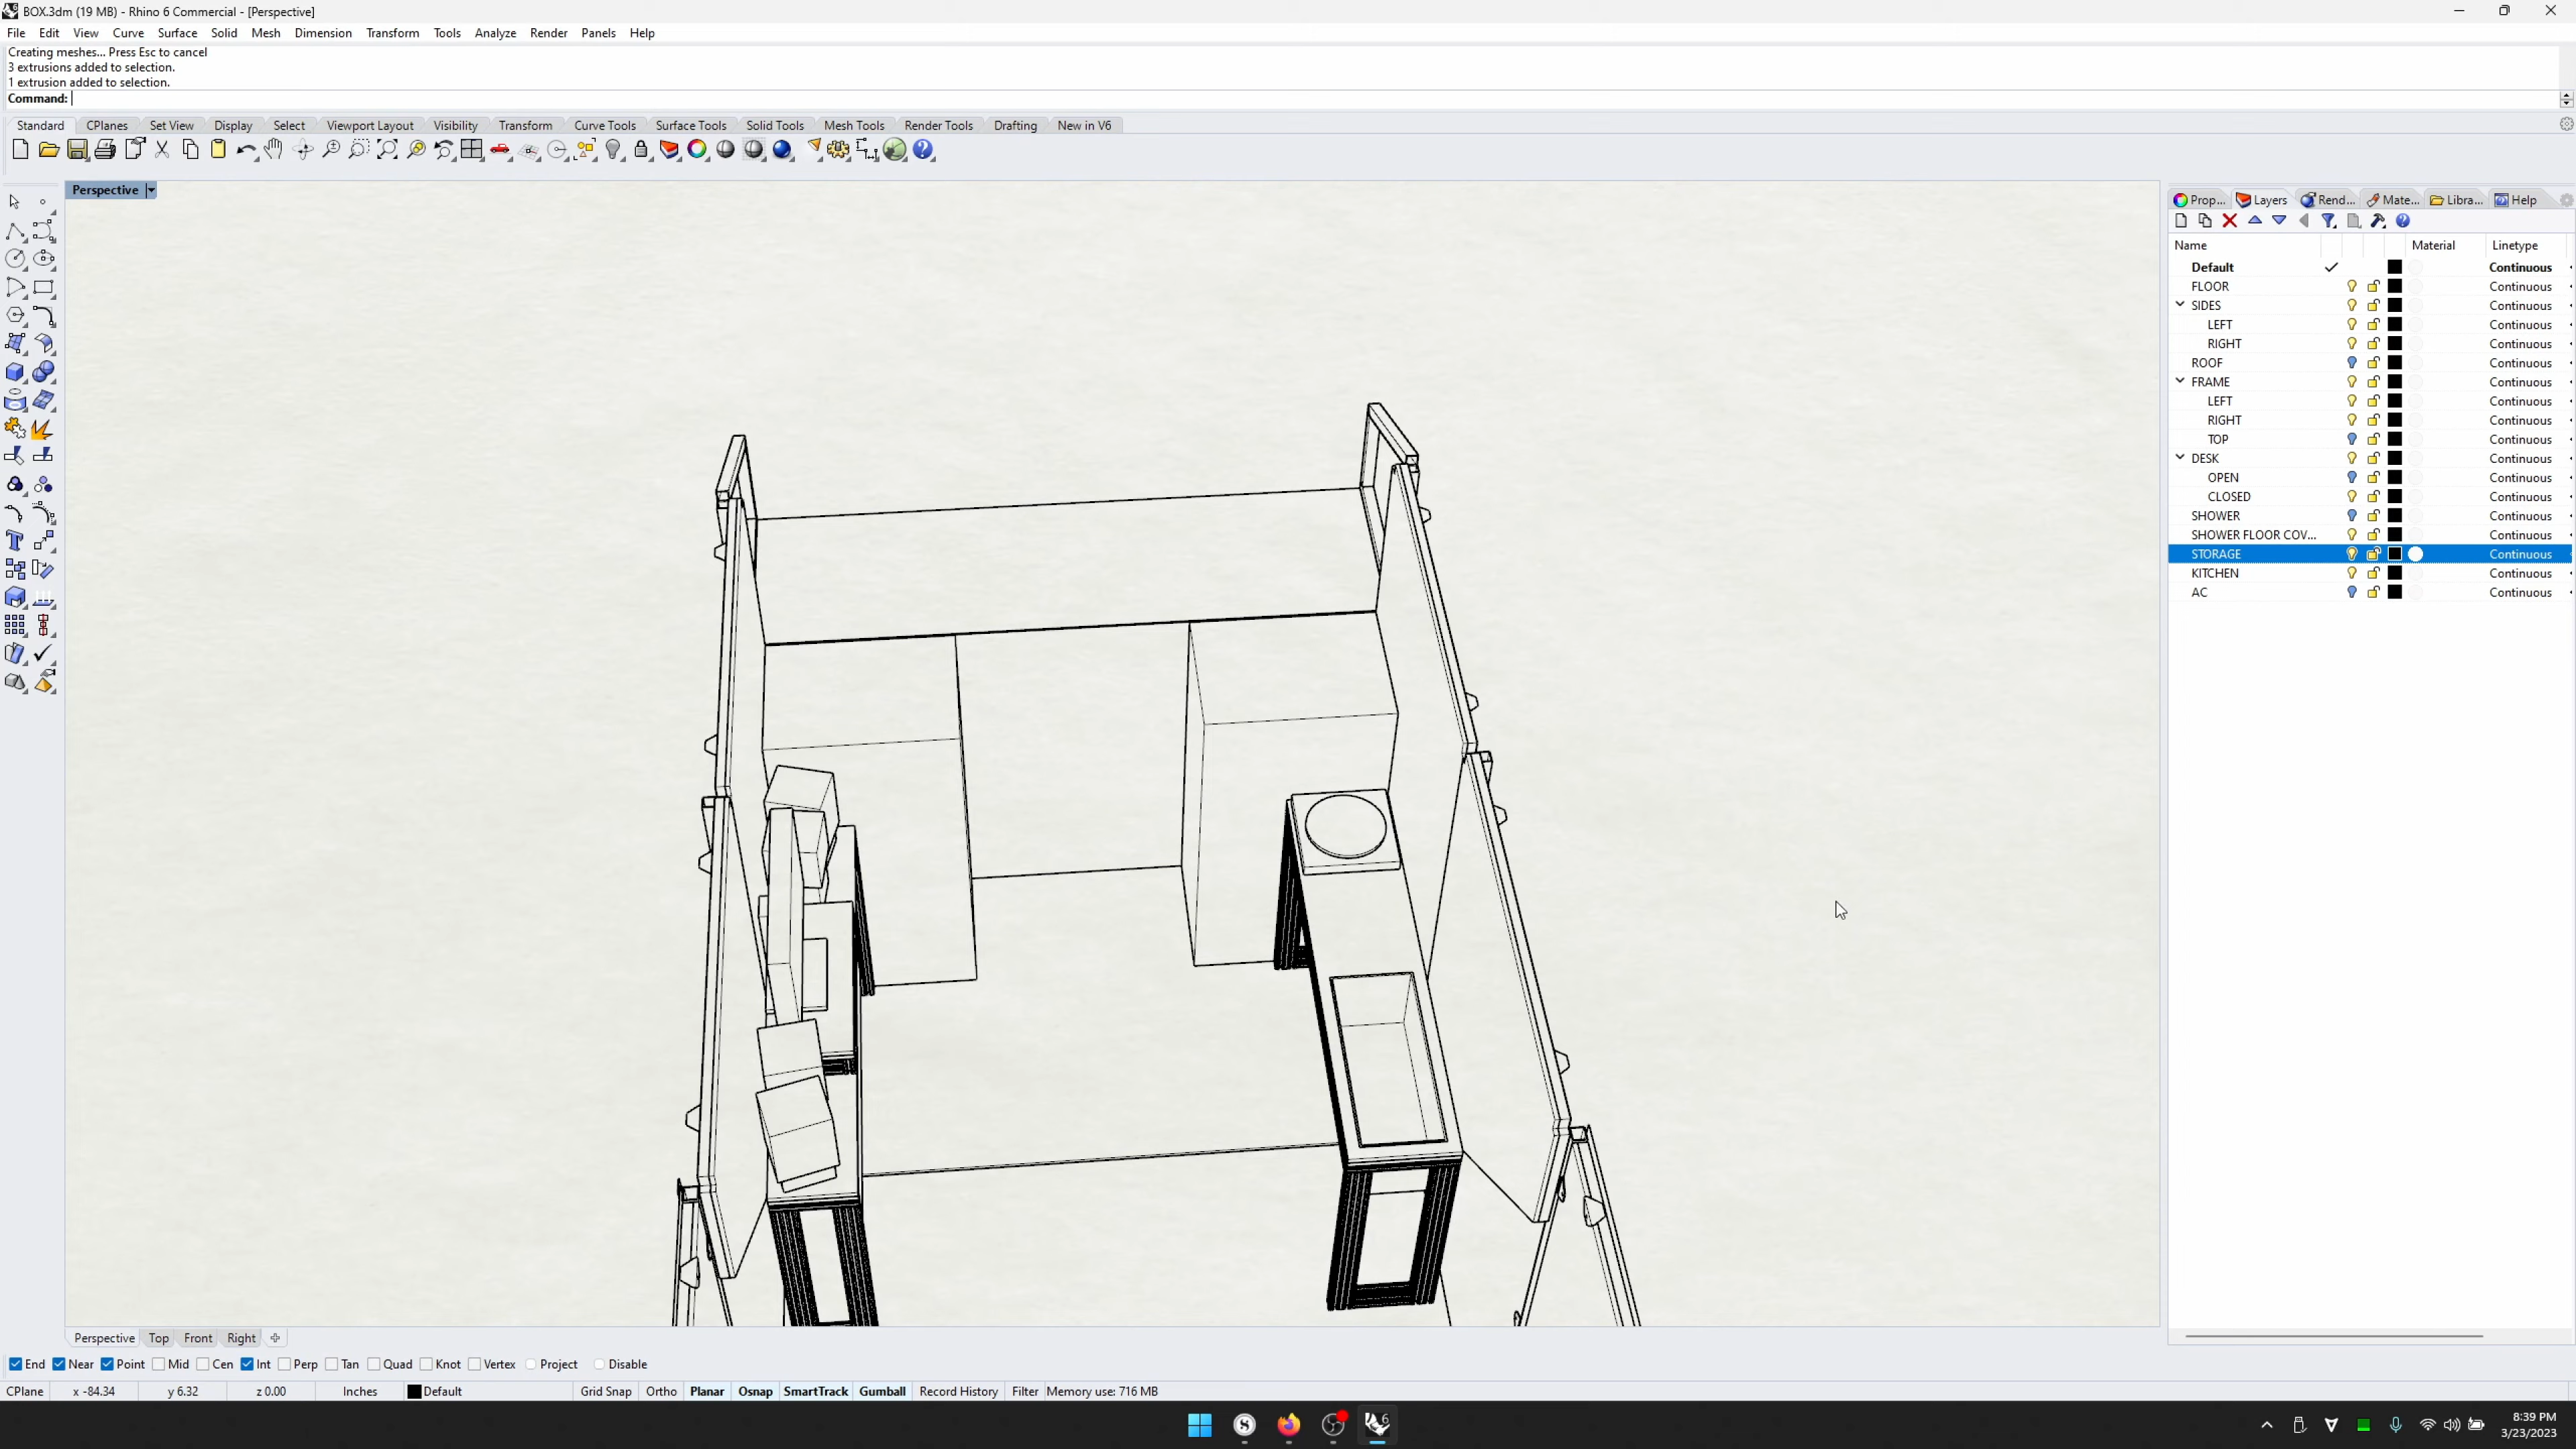 BOX.3dm (19 MB) - Rhino 6 Commercial - [Perspective]
File Edit View Curve Surface Solid Mesh Dimension Transform Tools Analyze Render Panels Help
Creating meshes... Press Esc to cancel
3 extrusions added to selection.
1 extrusion added to selection.
Command:
Standard CPlanes Set View Display Select Viewport Layout Visibility Transform Curve Tools Surface Tools Solid Tools Mesh Tools Render Tools Drafting New in V6
Perspective
Prop... Layers Rend... Mate... Libra... Help
Name Material Linetype
Default Continuous
FLOOR Continuous
SIDES Continuous
LEFT Continuous
RIGHT Continuous
ROOF Continuous
FRAME Continuous
LEFT Continuous
RIGHT Continuous
TOP Continuous
DESK Continuous
OPEN Continuous
CLOSED Continuous
SHOWER Continuous
SHOWER FLOOR COV... Continuous
STORAGE Continuous
KITCHEN Continuous
AC Continuous
Perspective Top Front Right
End Near Point Mid Cen Int Perp Tan Quad Knot Vertex Project Disable
CPlane x -84.34 y 6.32 z 0.00 Inches Default Grid Snap Ortho Planar Osnap SmartTrack Gumball Record History Filter Memory use: 716 MB
8:39 PM
3/23/2023